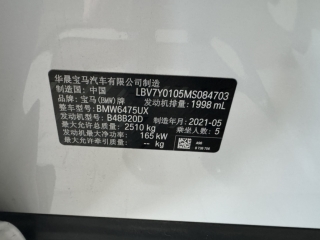 华晨宝马汽车有限公司制造
制造国:中国 LBV7Y0105MS084703
品牌:宝马(BMW)牌 发动机排量:1998 mL
整车型号:BMW6475UX
发动机型号:B48B20D 制造年月:2021-05
最大允许总质量:2510 kg 乘坐人数:5
发动机最大净功率:165 kW
最大允许牵引质量:-kg